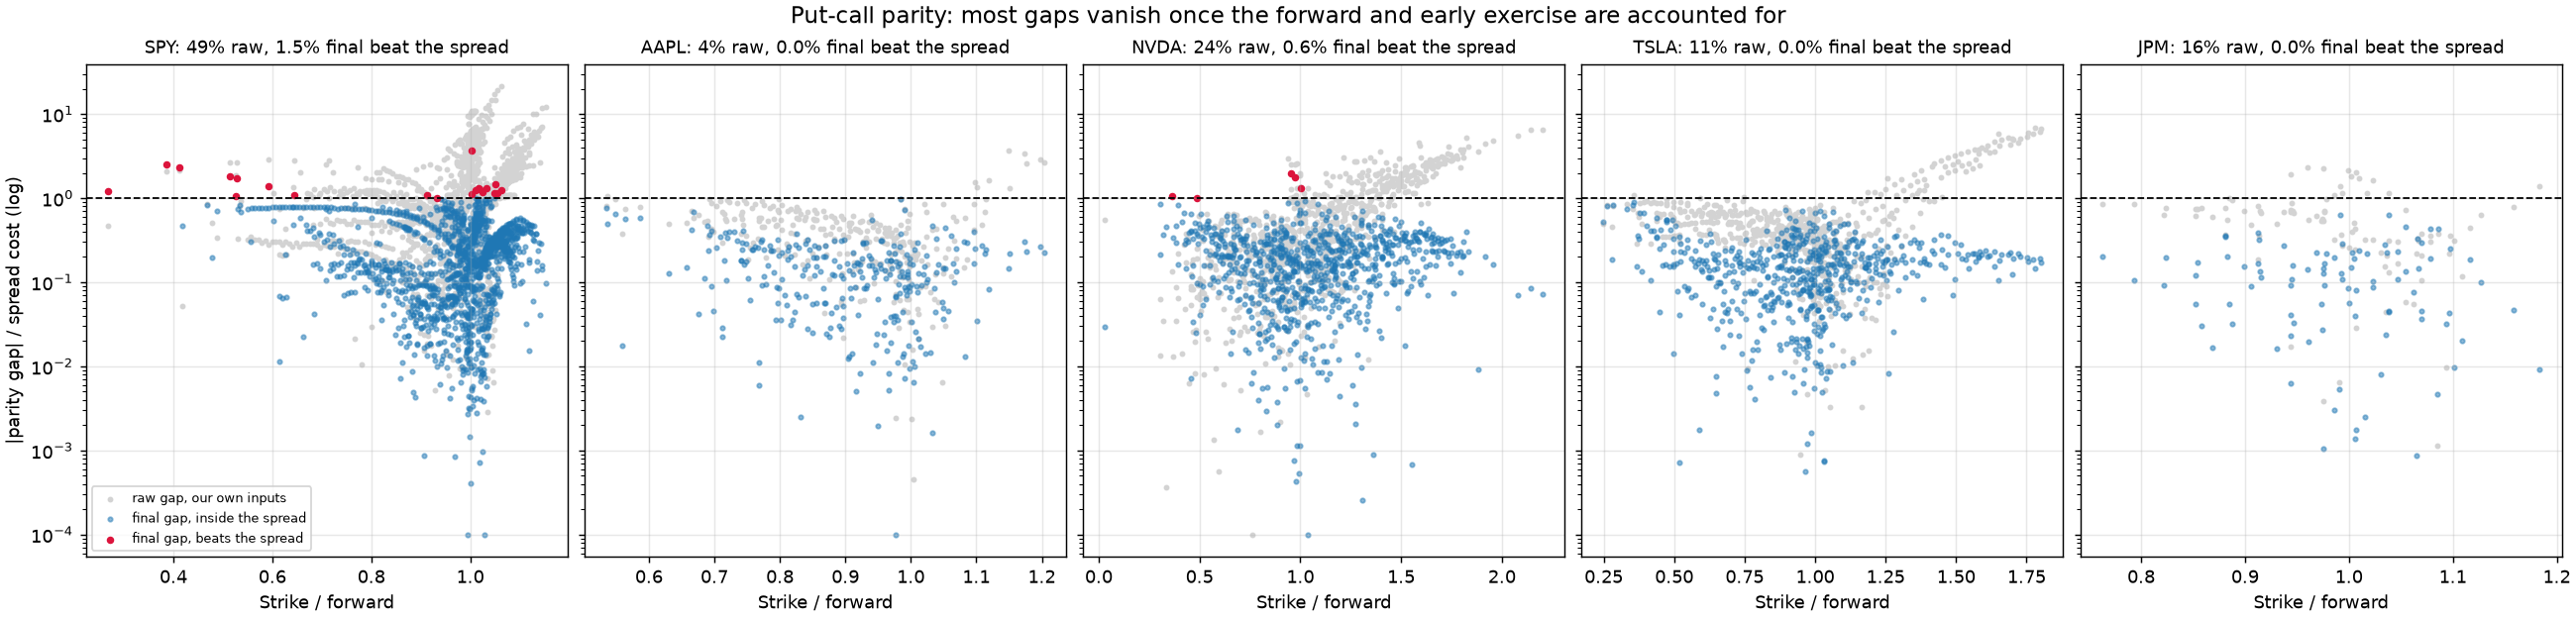 Put-call parity: most gaps vanish once the forward and early exercise are accounted for
SPY: 49% raw, 1.5% final beat the spread
AAPL: 4% raw, 0.0% final beat the spread
NVDA: 24% raw, 0.6% final beat the spread
TSLA: 11% raw, 0.0% final beat the spread
JPM: 16% raw, 0.0% final beat the spread
|parity gap| / spread cost (log)
10¹
10⁰
10⁻¹
10⁻²
10⁻³
10⁻⁴
raw gap, our own inputs
final gap, inside the spread
final gap, beats the spread
0.4 0.6 0.8 1.0
0.6 0.7 0.8 0.9 1.0 1.1 1.2
0.0 0.5 1.0 1.5 2.0
0.25 0.50 0.75 1.00 1.25 1.50 1.75
0.8 0.9 1.0 1.1 1.2
Strike / forward
Strike / forward
Strike / forward
Strike / forward
Strike / forward